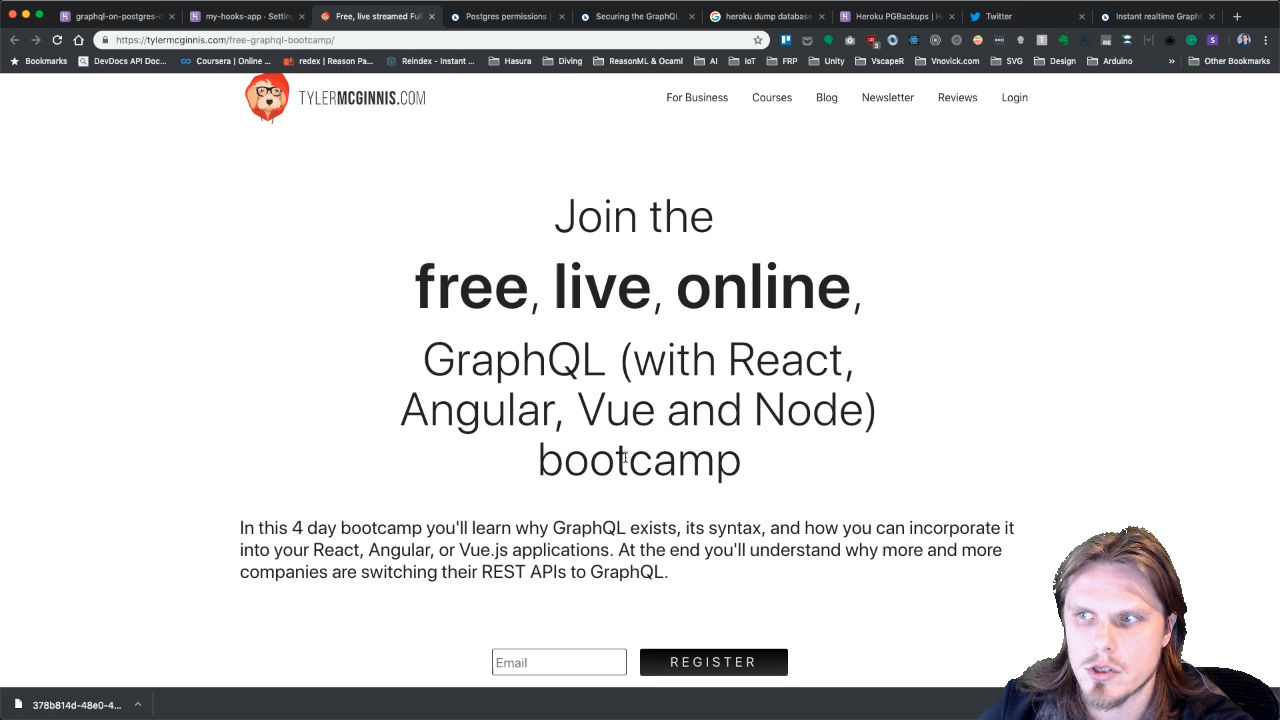 graphql-on-postgres-d
my-hooks-app · Setting
Free, live streamed Full
Postgres permissions |
Securing the GraphQL
heroku dump database
Heroku PGBackups | H
Twitter
Instant realtime Graph
https://tylermcginnis.com/free-graphql-bootcamp/
Bookmarks
DevDocs API Doc...
Coursera | Online ...
redex | Reason Pa...
Reindex - Instant ...
Hasura
Diving
ReasonML & Ocaml
AI
IoT
FRP
Unity
VscapeR
Vnovick.com
SVG
Design
Arduino
»
Other Bookmarks
TYLERMCGINNIS.COM
For Business
Courses
Blog
Newsletter
Reviews
Login
Join the
free, live, online,
GraphQL (with React,
Angular, Vue and Node)
bootcamp
In this 4 day bootcamp you'll learn why GraphQL exists, its syntax, and how you can incorporate it
into your React, Angular, or Vue.js applications. At the end you'll understand why more and more
companies are switching their REST APIs to GraphQL.
Email
REGISTER
378b814d-48e0-4...